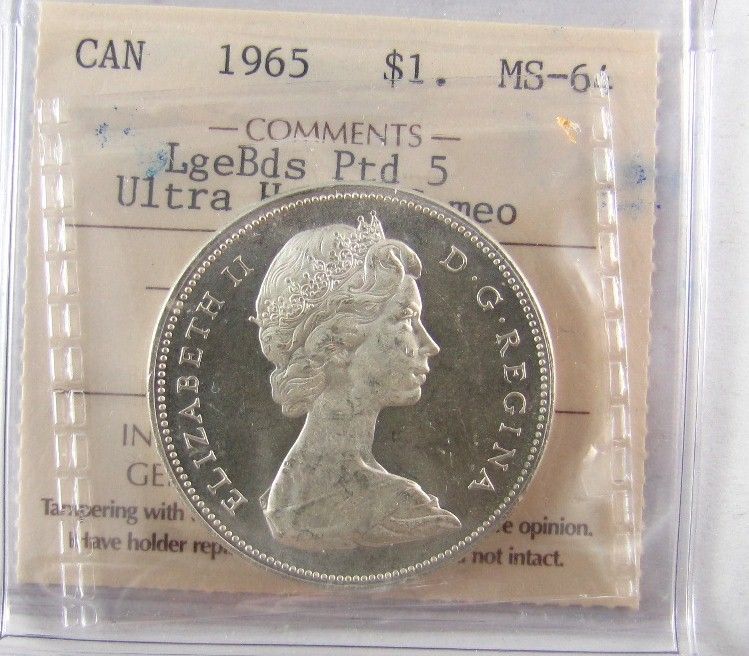 CAN 1965 $1. MS-64
— COMMENTS —
LgeBds Ptd 5
Ultra
ELIZABETH II D·G·REGINA
Tampering with
opinion.
Have holder
not intact.